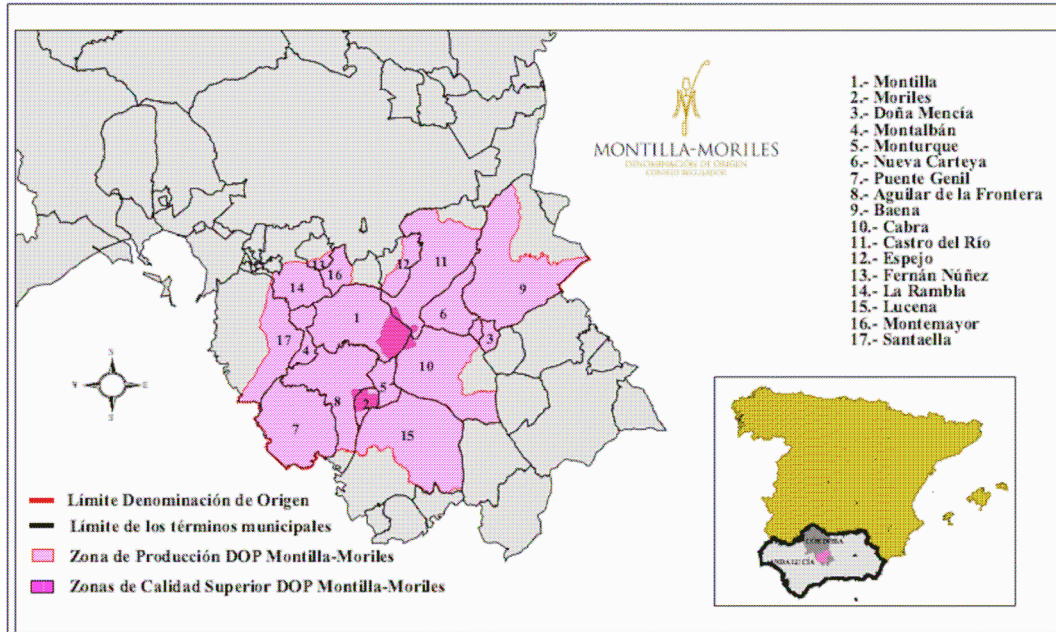 MONTILLA-MORILES
DENOMINACIÓN DE ORIGEN
CONSEJO REGULADOR
1.- Montilla
2.- Moriles
3.- Doña Mencía
4.- Montalbán
5.- Monturque
6.- Nueva Carteya
7.- Puente Genil
8.- Aguilar de la Frontera
9.- Baena
10.- Cabra
11.- Castro del Río
12.- Espejo
13.- Fernán Núñez
14.- La Rambla
15.- Lucena
16.- Montemayor
17.- Santaella
11
12
13
16
14
9
1
6
3
17
4
10
5
8
2
7
15
Límite Denominación de Origen
Límite de los términos municipales
Zona de Producción DOP Montilla-Moriles
Zonas de Calidad Superior DOP Montilla-Moriles
CÓRDOBA
ANDALUCÍA